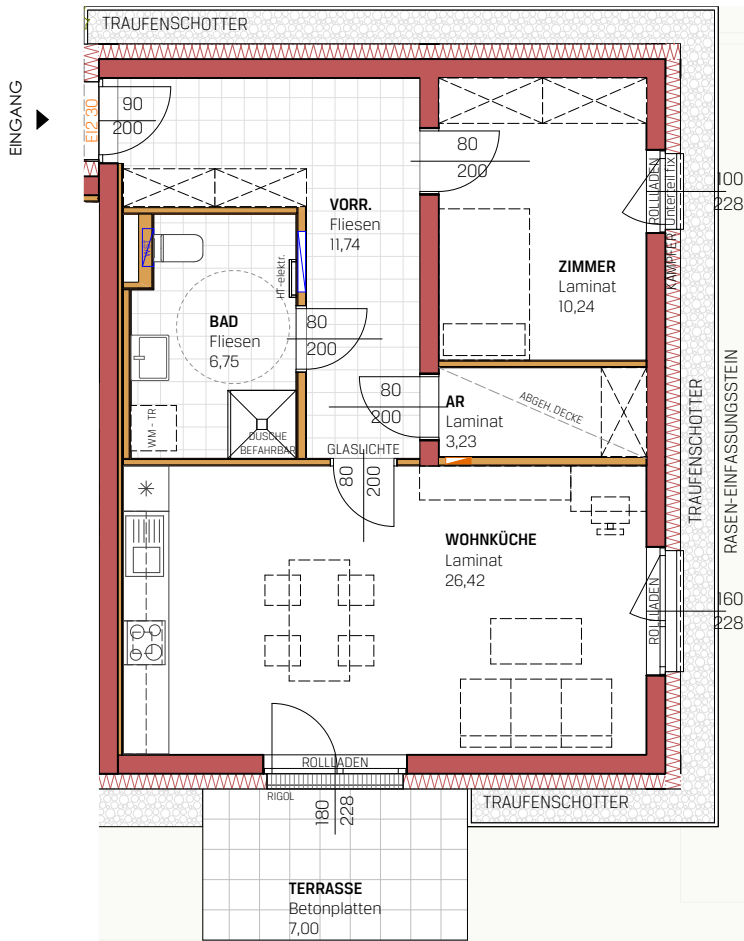 TRAUFENSCHOTTER
EINGANG
EI2 30
90
200
80
200
VORR.
Fliesen
11,74
ROLLLADEN
KÄMPFER
Unterteil fix
100
228
ZIMMER
Laminat
10,24
WST
HT-elektr.
BAD
Fliesen
6,75
80
200
WM - TR
DUSCHE
BEFAHRBAR
80
200
AR
Laminat
3,23
ABGEH. DECKE
GLASLICHTE
80
200
TRAUFENSCHOTTER
RASEN-EINFASSUNGSSTEIN
WOHNKÜCHE
Laminat
26,42
ROLLLADEN
160
228
ROLLLADEN
RIGOL
180
228
TRAUFENSCHOTTER
TERRASSE
Betonplatten
7,00